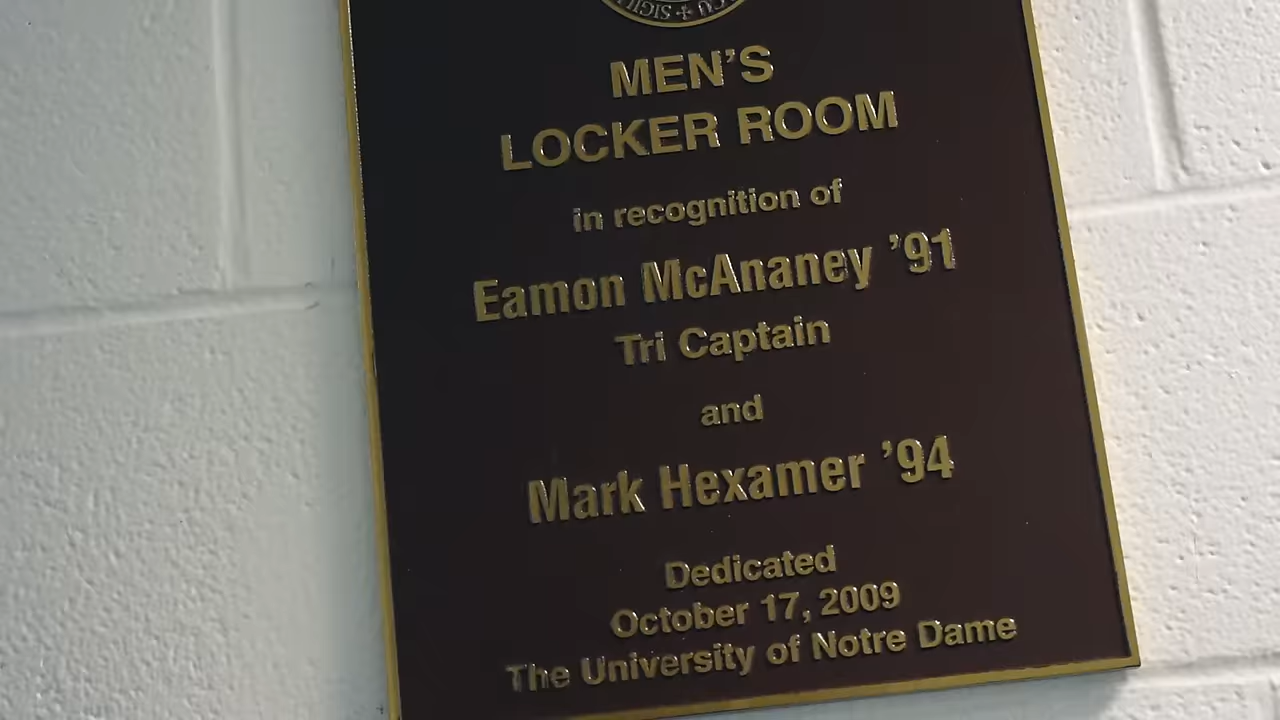 MEN'S
LOCKER ROOM
in recognition of
Eamon McAnaney '91
Tri Captain
and
Mark Hexamer '94
Dedicated
October 17, 2009
The University of Notre Dame